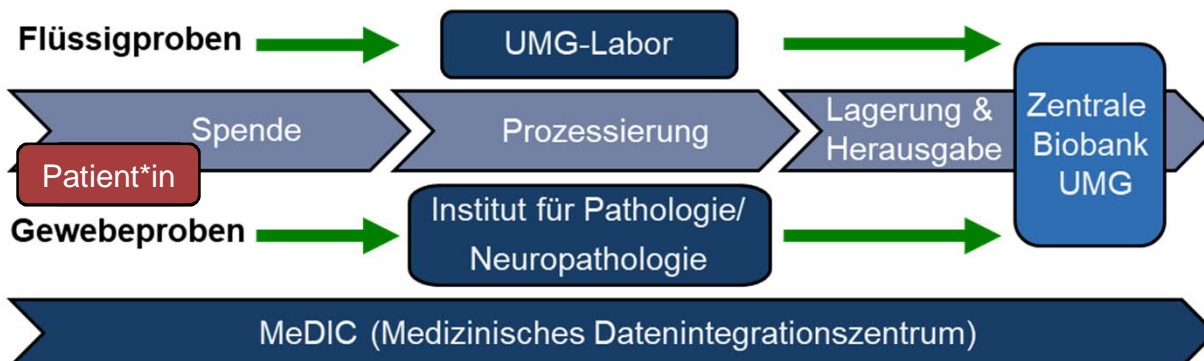 Flüssigproben
UMG-Labor
Spende
Prozessierung
Lagerung &
Herausgabe
Zentrale
Biobank
UMG
Patient*in
Gewebeproben
Institut für Pathologie/
Neuropathologie
MeDIC (Medizinisches Datenintegrationszentrum)